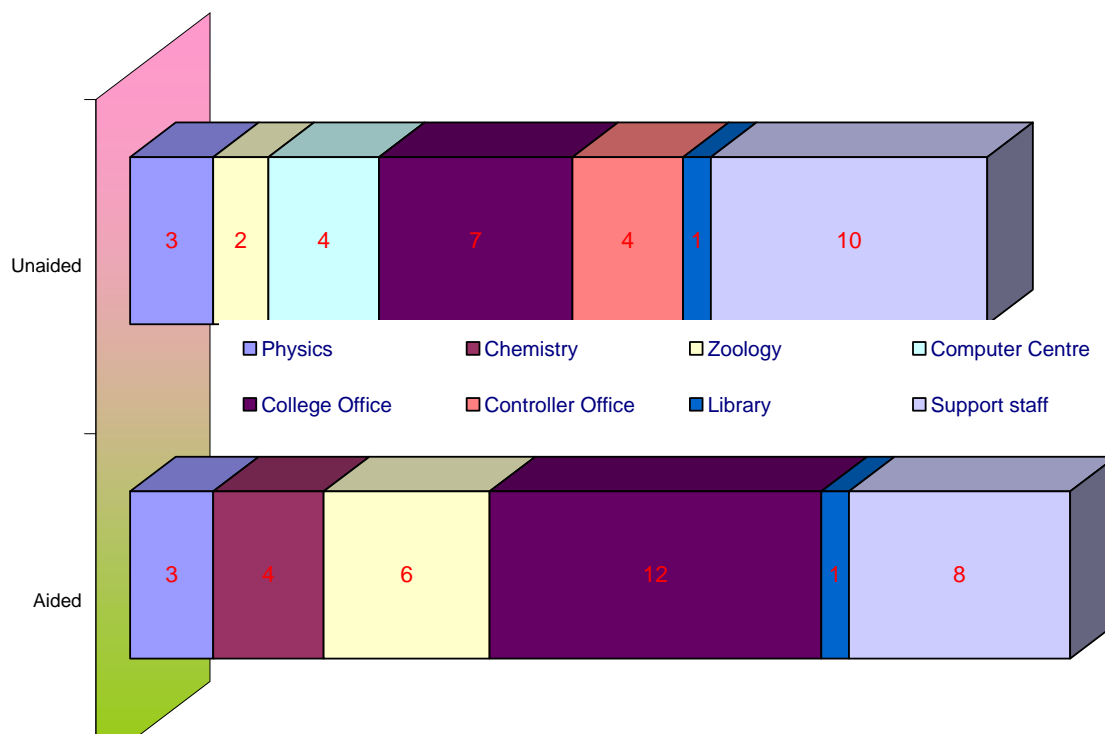 3 2 4 7 4 1 10
Unaided
Physics Chemistry Zoology Computer Centre
College Office Controller Office Library Support staff
3 4 6 12 1 8
Aided